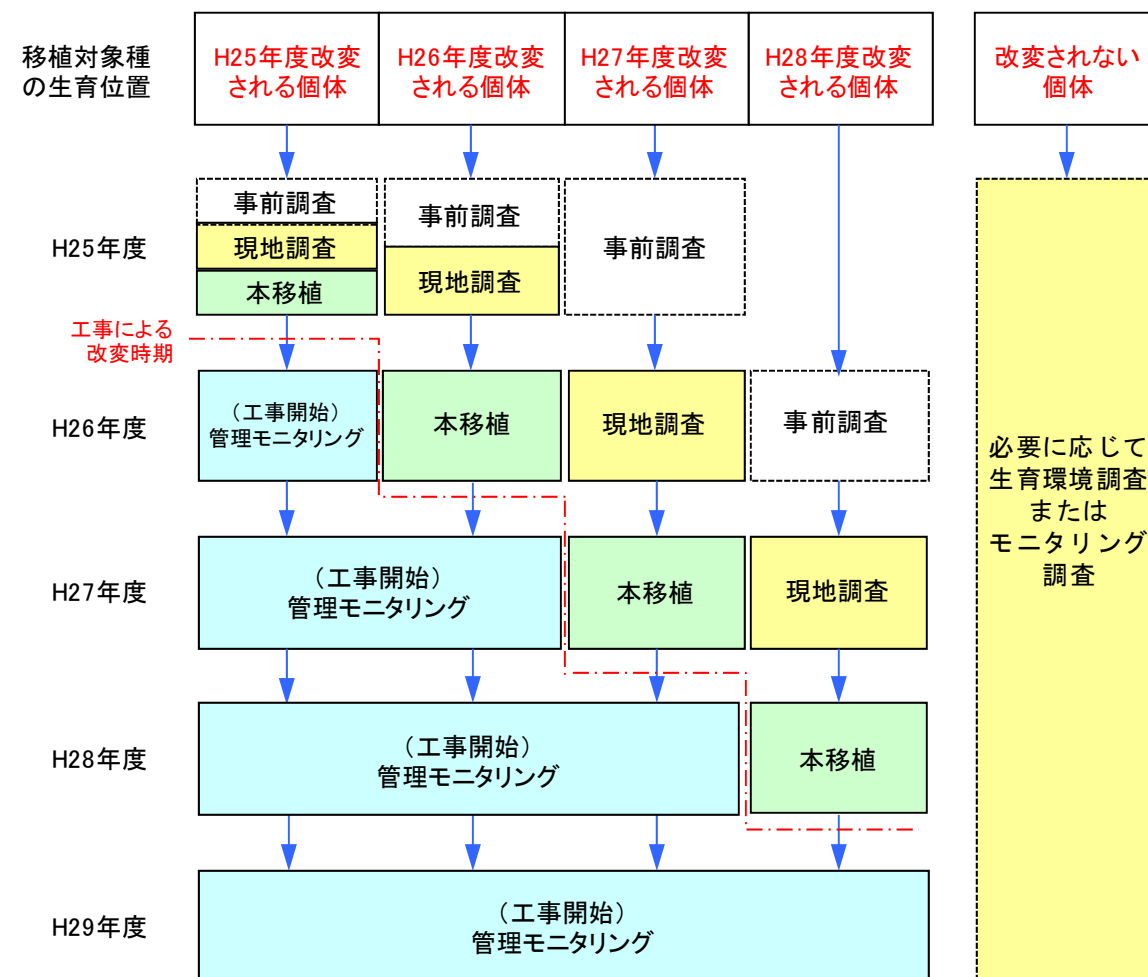 移植対象種
の生育位置
H25年度改変
される個体
H26年度改変
される個体
H27年度改変
される個体
H28年度改変
される個体
改変されない
個体
H25年度
事前調査
現地調査
本移植
事前調査
現地調査
事前調査
工事による
改変時期
H26年度
（工事開始）
管理モニタリング
本移植
現地調査
事前調査
必要に応じて
生育環境調査
または
モニタリング
調査
H27年度
（工事開始）
管理モニタリング
本移植
現地調査
H28年度
（工事開始）
管理モニタリング
本移植
H29年度
（工事開始）
管理モニタリング